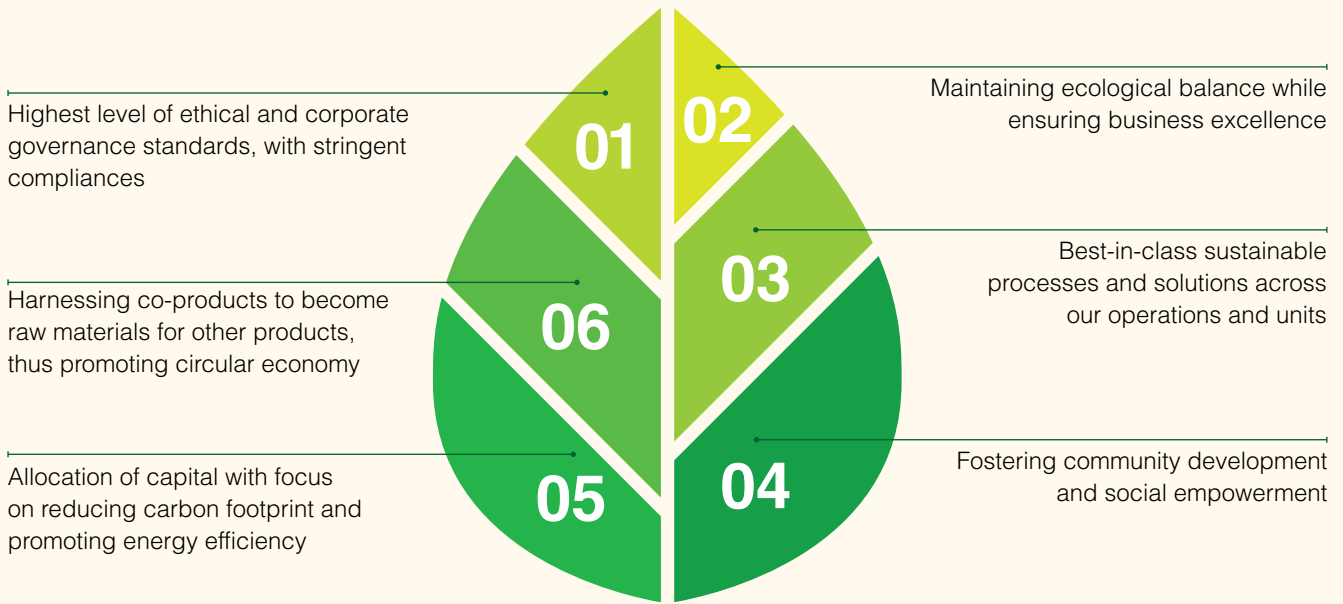 01
Highest level of ethical and corporate
governance standards, with stringent
compliances
02
Maintaining ecological balance while
ensuring business excellence
03
Best-in-class sustainable
processes and solutions across
our operations and units
04
Fostering community development
and social empowerment
05
Allocation of capital with focus
on reducing carbon footprint and
promoting energy efficiency
06
Harnessing co-products to become
raw materials for other products,
thus promoting circular economy